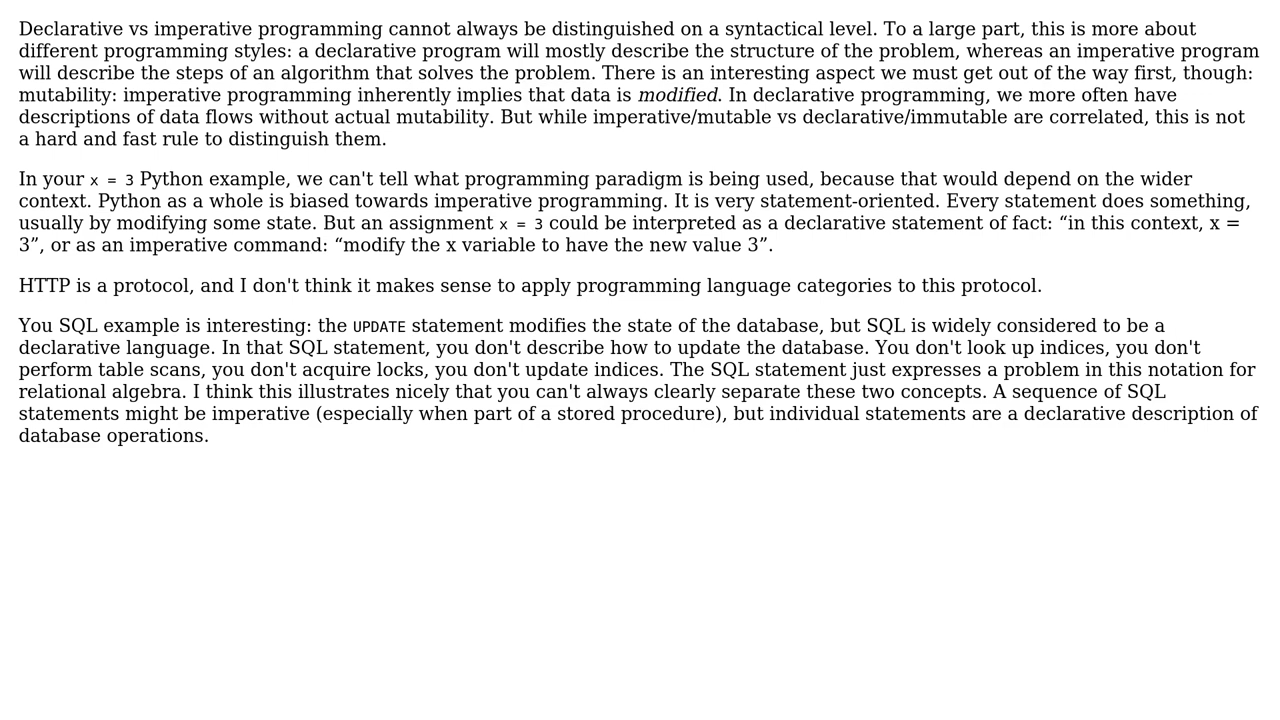 Declarative vs imperative programming cannot always be distinguished on a syntactical level. To a large part, this is more about
different programming styles: a declarative program will mostly describe the structure of the problem, whereas an imperative program
will describe the steps of an algorithm that solves the problem. There is an interesting aspect we must get out of the way first, though:
mutability: imperative programming inherently implies that data is modified. In declarative programming, we more often have
descriptions of data flows without actual mutability. But while imperative/mutable vs declarative/immutable are correlated, this is not
a hard and fast rule to distinguish them.
In your x = 3 Python example, we can't tell what programming paradigm is being used, because that would depend on the wider
context. Python as a whole is biased towards imperative programming. It is very statement-oriented. Every statement does something,
usually by modifying some state. But an assignment x = 3 could be interpreted as a declarative statement of fact: “in this context, x =
3”, or as an imperative command: “modify the x variable to have the new value 3”.
HTTP is a protocol, and I don't think it makes sense to apply programming language categories to this protocol.
You SQL example is interesting: the UPDATE statement modifies the state of the database, but SQL is widely considered to be a
declarative language. In that SQL statement, you don't describe how to update the database. You don't look up indices, you don't
perform table scans, you don't acquire locks, you don't update indices. The SQL statement just expresses a problem in this notation for
relational algebra. I think this illustrates nicely that you can't always clearly separate these two concepts. A sequence of SQL
statements might be imperative (especially when part of a stored procedure), but individual statements are a declarative description of
database operations.